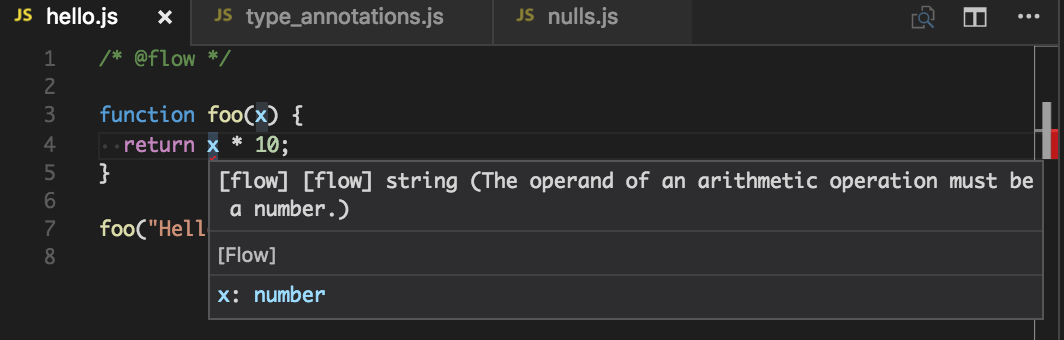 JS hello.js × JS type_annotations.js JS nulls.js ...
1 /* @flow */
2
3 function foo(x) {
4 ··return x * 10;
5 }
[flow] [flow] string (The operand of an arithmetic operation must be
6
a number.)
7 foo("Hell
8
[Flow]
x: number